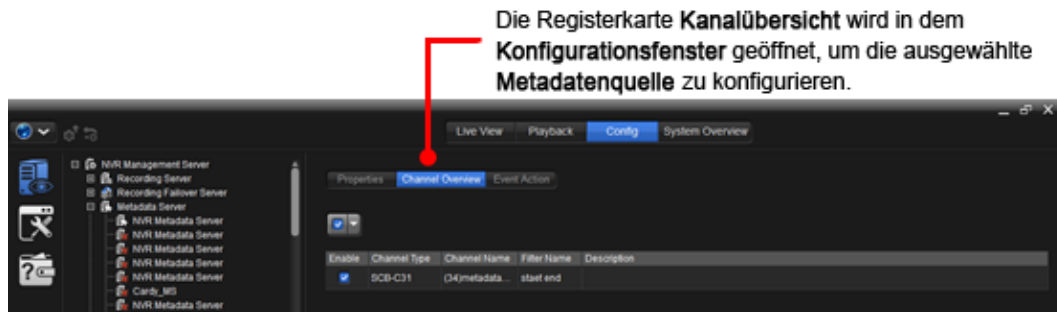 Die Registerkarte Kanalübersicht wird in dem
Konfigurationsfenster geöffnet, um die ausgewählte
Metadatenquelle zu konfigurieren.
Live View Playback Config System Overview
NVR Management Server
Recording Server
Recording Failover Server
Metadata Server
NVR Metadata Server
NVR Metadata Server
NVR Metadata Server
NVR Metadata Server
NVR Metadata Server
Cardy_MS
NVR Metadata Server
Properties Channel Overview Event Action
Enable Channel Type Channel Name Filter Name Description
SCB-C31 (34)metadata... staet end